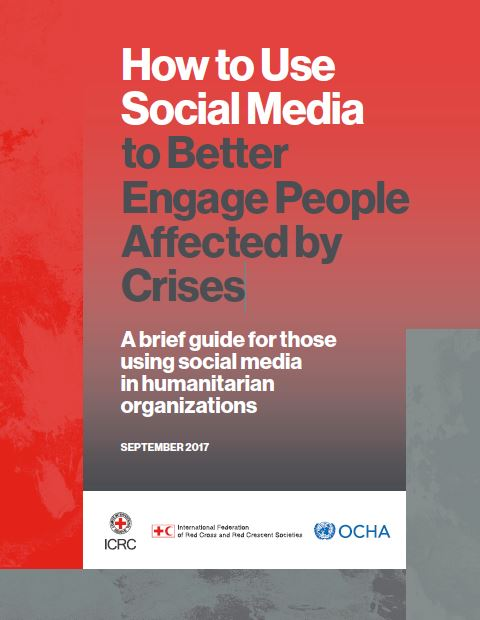 How to Use
Social Media
to Better
Engage People
Affected by
Crises
A brief guide for those
using social media
in humanitarian
organizations
SEPTEMBER 2017
ICRC
International Federation
of Red Cross and Red Crescent Societies
OCHA